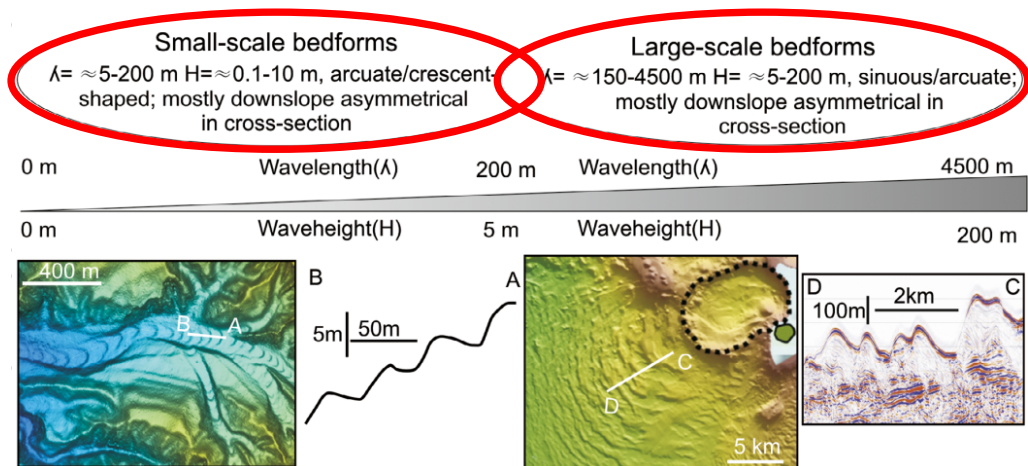 Small-scale bedforms
ʎ= ≈5-200 m H=≈0.1-10 m, arcuate/crescent-
shaped; mostly downslope asymmetrical
in cross-section
Large-scale bedforms
ʎ= ≈150-4500 m H= ≈5-200 m, sinuous/arcuate;
mostly downslope asymmetrical in
cross-section
0 m Wavelength(ʎ) 200 m Wavelength(ʎ) 4500 m
0 m Waveheight(H) 5 m Waveheight(H) 200 m
400 m
B A
B A
5m 50m
C
D
5 km
D C
100m 2km